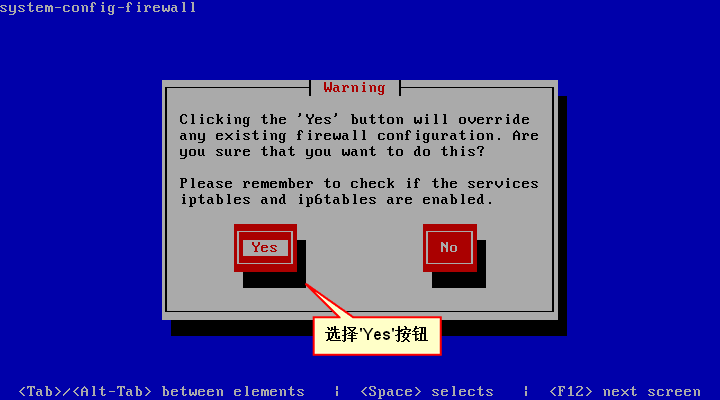 system-config-firewall
Warning
Clicking the 'Yes' button will override
any existing firewall configuration. Are
you sure that you want to do this?
Please remember to check if the services
iptables and ip6tables are enabled.
Yes No
选择'Yes'按钮
<Tab>/<Alt-Tab> between elements | <Space> selects | <F12> next screen